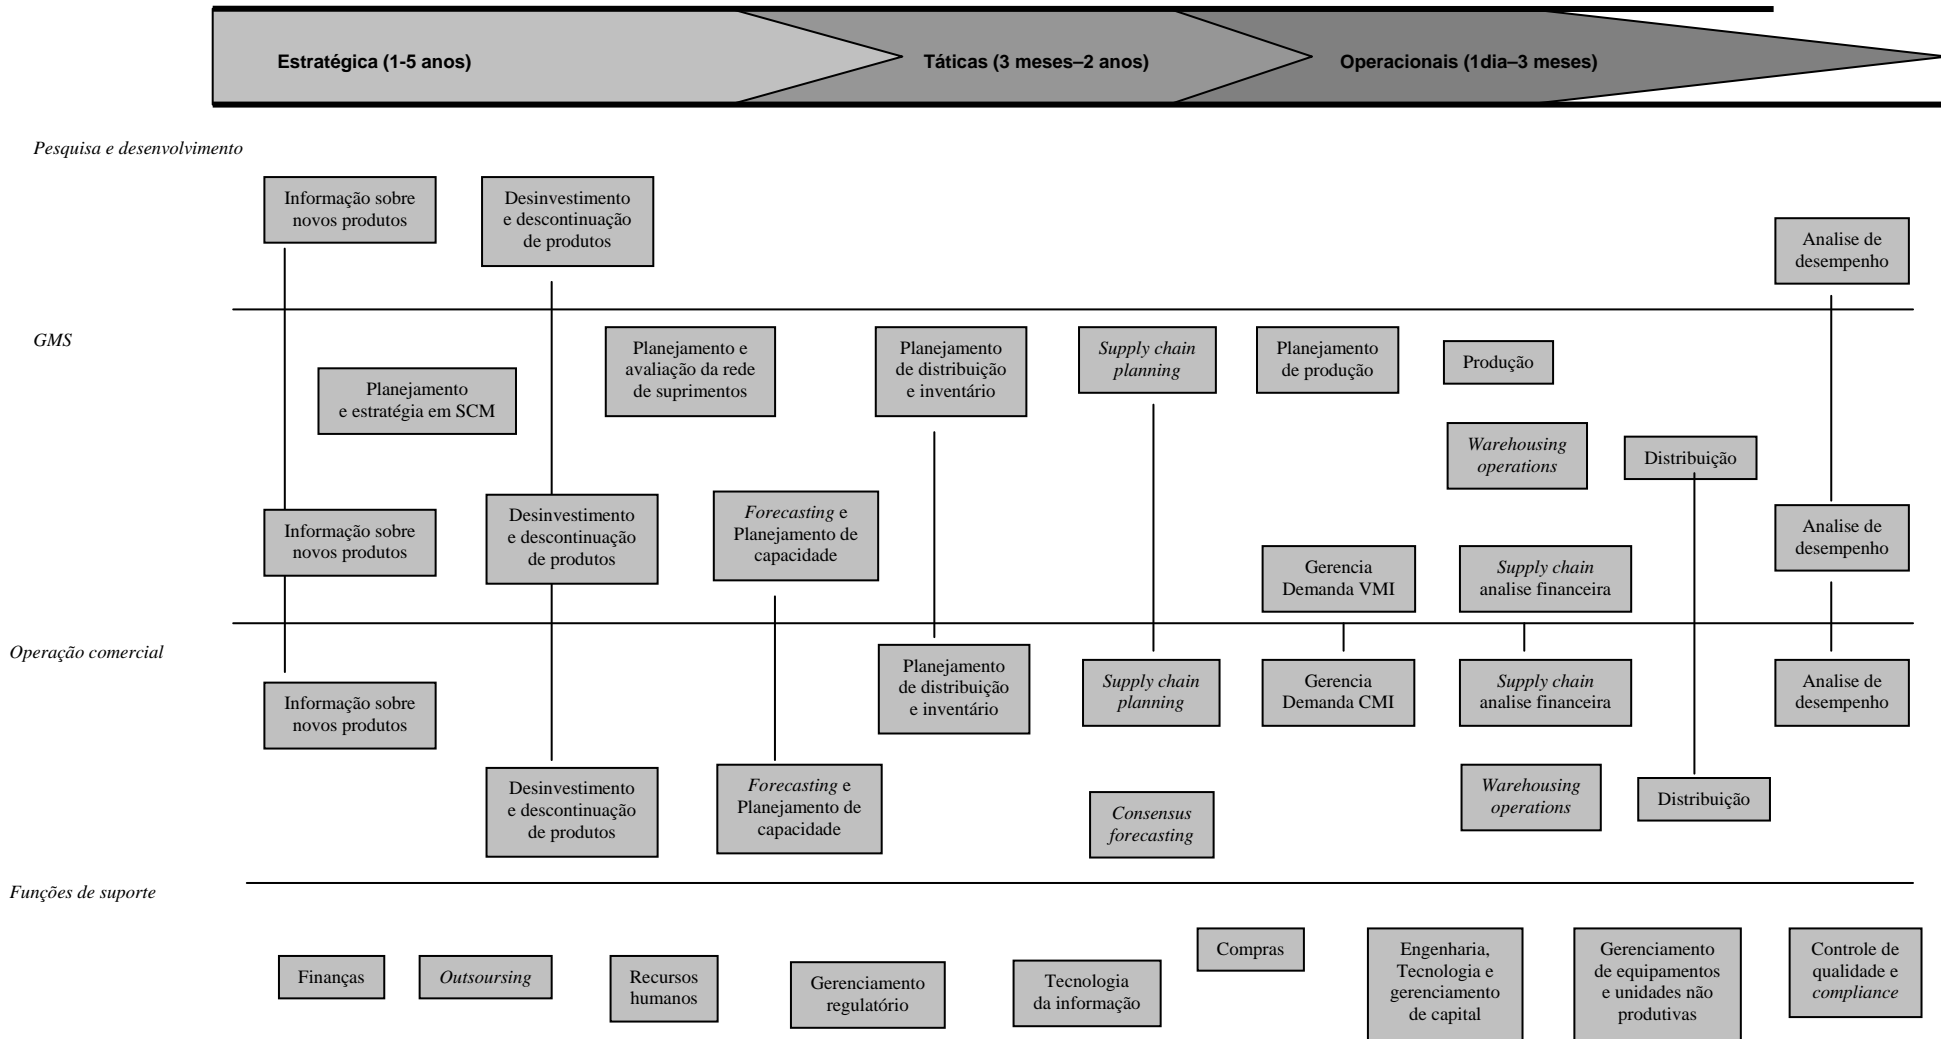 Estratégica (1-5 anos)
Táticas (3 meses–2 anos)
Operacionais (1dia–3 meses)
Pesquisa e desenvolvimento
Informação sobre
novos produtos
Desinvestimento
e descontinuação
de produtos
Analise de
desempenho
GMS
Planejamento
e estratégia em SCM
Planejamento e
avaliação da rede
de suprimentos
Planejamento
de distribuição
e inventário
Supply chain
planning
Planejamento
de produção
Produção
Warehousing
operations
Distribuição
Informação sobre
novos produtos
Desinvestimento
e descontinuação
de produtos
Forecasting e
Planejamento de
capacidade
Gerencia
Demanda VMI
Supply chain
analise financeira
Analise de
desempenho
Operação comercial
Informação sobre
novos produtos
Desinvestimento
e descontinuação
de produtos
Forecasting e
Planejamento de
capacidade
Planejamento
de distribuição
e inventário
Supply chain
planning
Consensus
forecasting
Gerencia
Demanda CMI
Supply chain
analise financeira
Warehousing
operations
Distribuição
Analise de
desempenho
Funções de suporte
Finanças
Outsoursing
Recursos
humanos
Gerenciamento
regulatório
Tecnologia
da informação
Compras
Engenharia,
Tecnologia e
gerenciamento
de capital
Gerenciamento
de equipamentos
e unidades não
produtivas
Controle de
qualidade e
compliance